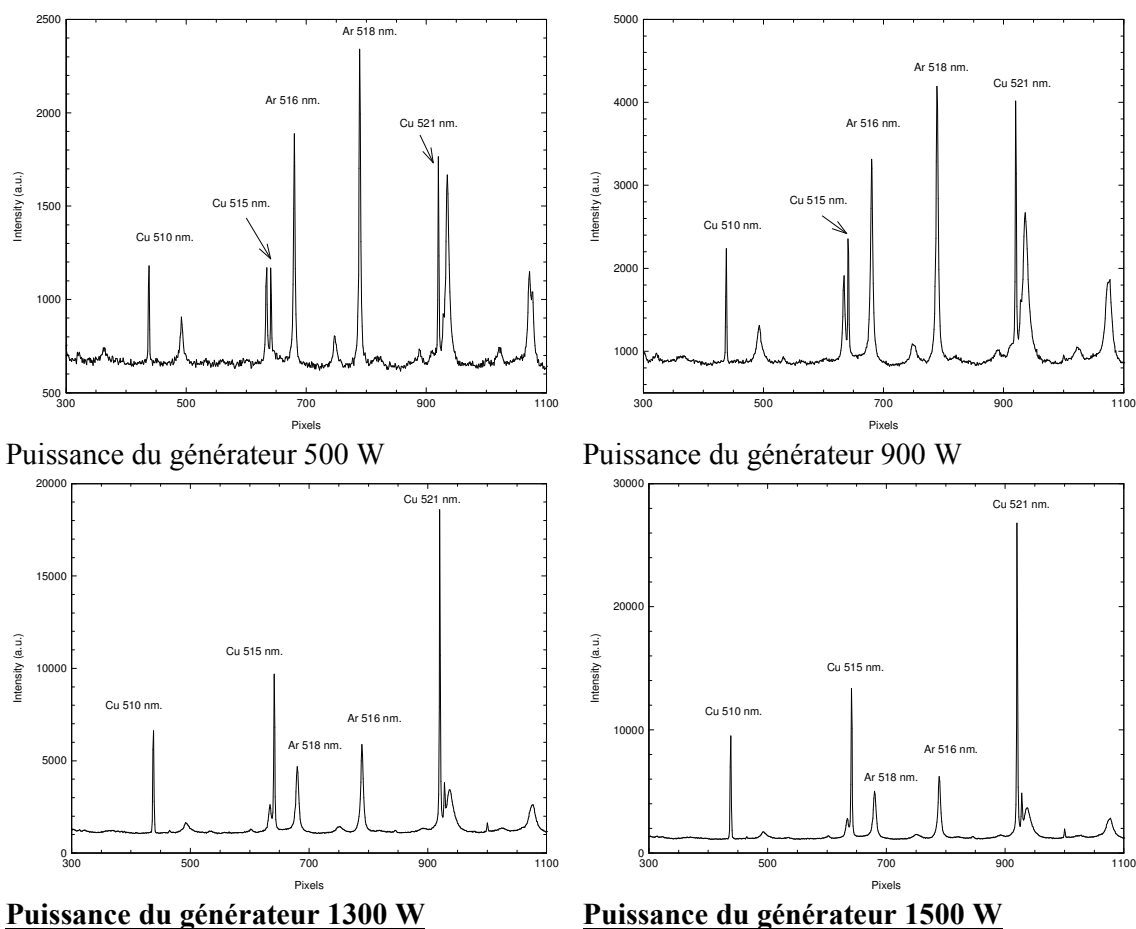 2500
2000
1500
1000
500
Intensity (a.u.)
Cu 510 nm.
Cu 515 nm.
Ar 516 nm.
Ar 518 nm.
Cu 521 nm.
300 500 700 900 1100
Pixels
Puissance du générateur 500 W
5000
4000
3000
2000
1000
Intensity (a.u.)
Cu 510 nm.
Cu 515 nm.
Ar 516 nm.
Ar 518 nm.
Cu 521 nm.
300 500 700 900 1100
Pixels
Puissance du générateur 900 W
20000
15000
10000
5000
0
Intensity (a.u.)
Cu 510 nm.
Cu 515 nm.
Ar 518 nm.
Ar 516 nm.
Cu 521 nm.
300 500 700 900 1100
Pixels
Puissance du générateur 1300 W
30000
20000
10000
0
Intensity (a.u.)
Cu 510 nm.
Cu 515 nm.
Ar 518 nm.
Ar 516 nm.
Cu 521 nm.
300 500 700 900 1100
Pixels
Puissance du générateur 1500 W